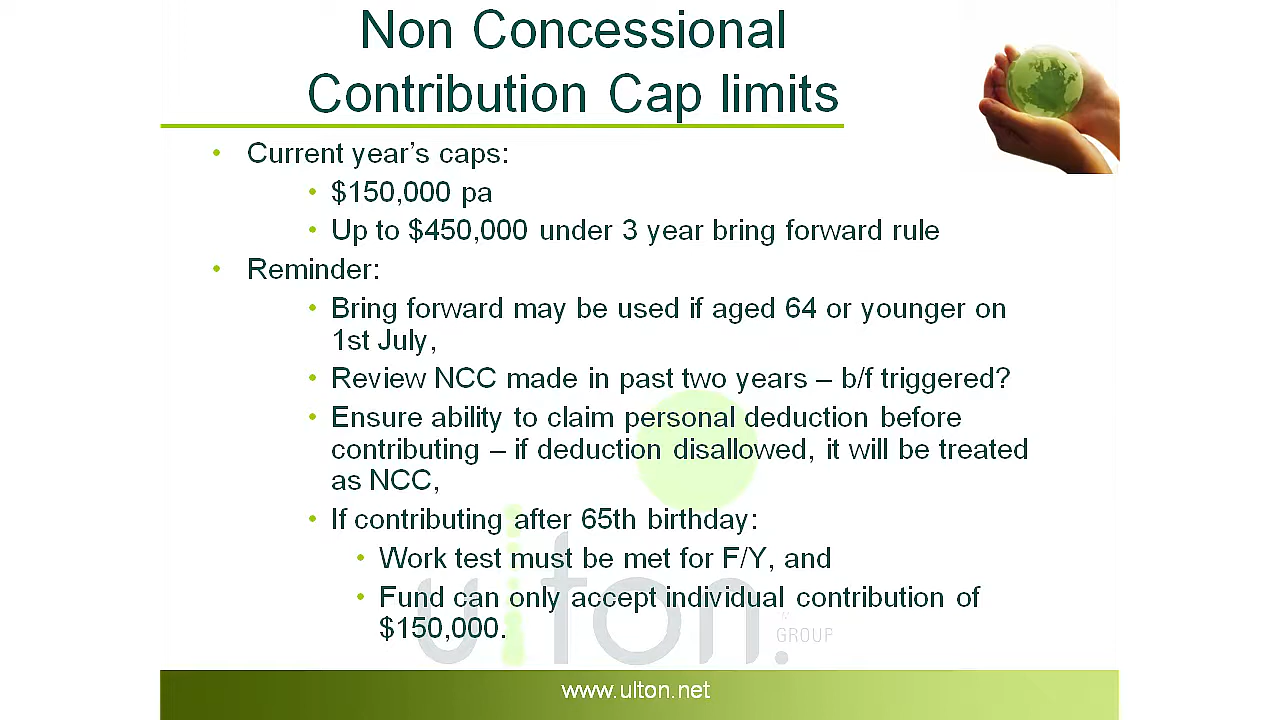 Non Concessional
Contribution Cap limits
• Current year’s caps:
• $150,000 pa
• Up to $450,000 under 3 year bring forward rule
• Reminder:
• Bring forward may be used if aged 64 or younger on
1st July,
• Review NCC made in past two years – b/f triggered?
• Ensure ability to claim personal deduction before
contributing – if deduction disallowed, it will be treated
as NCC,
• If contributing after 65th birthday:
• Work test must be met for F/Y, and
• Fund can only accept individual contribution of
$150,000.
ulton.
GROUP
www.ulton.net